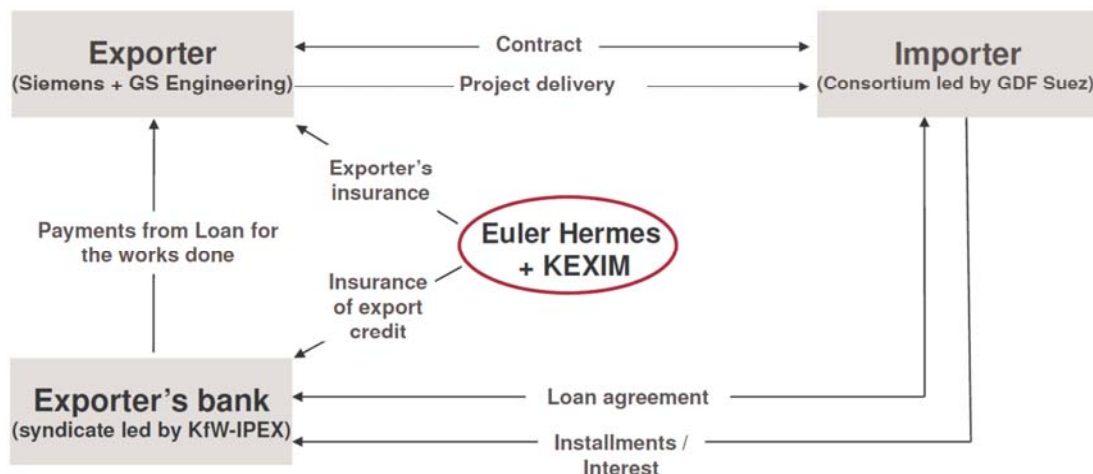 Exporter
(Siemens + GS Engineering)
Contract
Project delivery
Importer
(Consortium led by GDF Suez)
Exporter's
insurance
Payments from Loan for
the works done
Euler Hermes
+ KEXIM
Insurance
of export
credit
Exporter's bank
(syndicate led by KfW-IPEX)
Loan agreement
Installments /
Interest